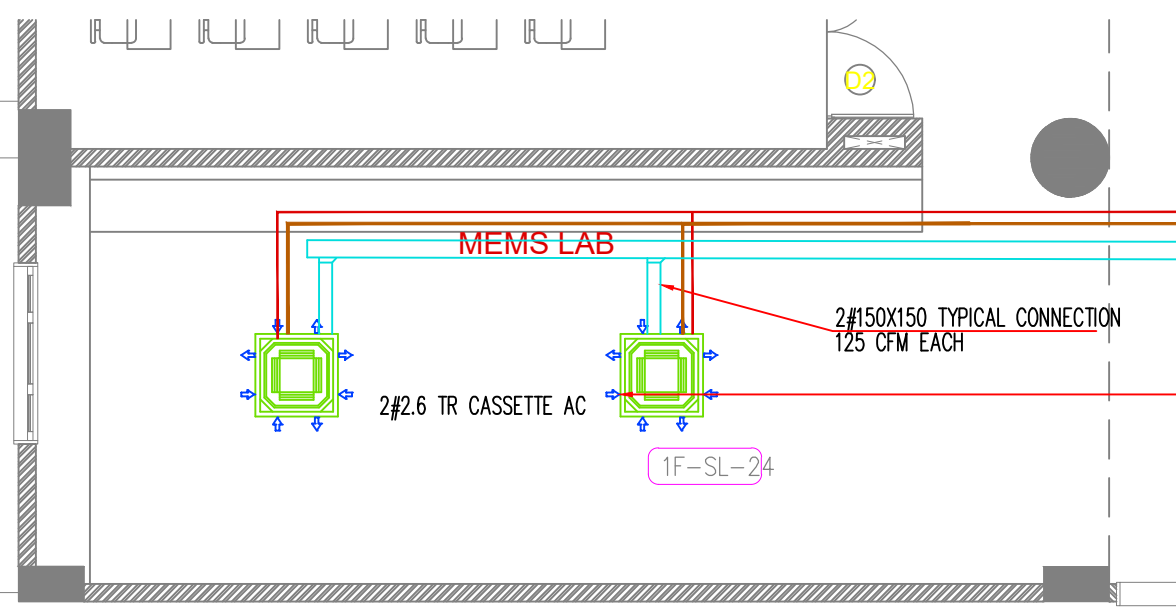 D2
MEMS LAB
2#150X150 TYPICAL CONNECTION
125 CFM EACH
2#2.6 TR CASSETTE AC
1F-SL-24